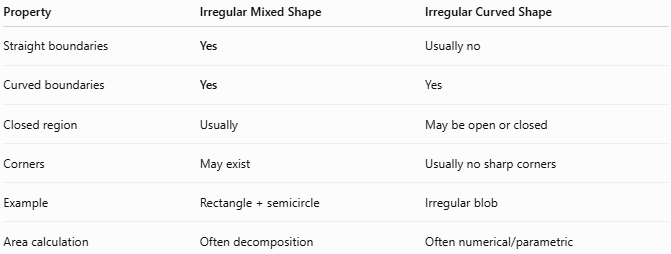 Property Irregular Mixed Shape Irregular Curved Shape
Straight boundaries Yes Usually no
Curved boundaries Yes Yes
Closed region Usually May be open or closed
Corners May exist Usually no sharp corners
Example Rectangle + semicircle Irregular blob
Area calculation Often decomposition Often numerical/parametric